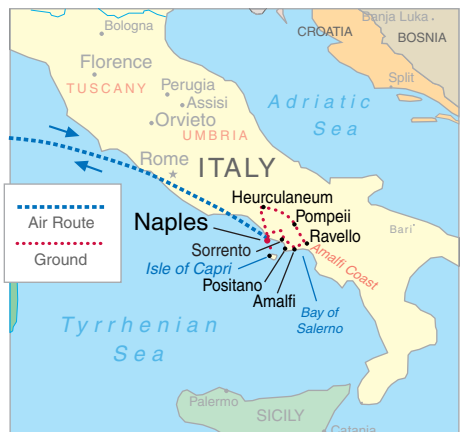 Banja Luka
Bologna
CROATIA
BOSNIA
Florence
Split
TUSCANY
Perugia
Assisi
Adriatic
Sea
Orvieto
UMBRIA
Rome
ITALY
Heurculaneum
Naples
Pompeii
Air Route
Ravello
Bari
Ground
Sorrento
Amalfi Coast
Isle of Capri
Positano
Amalfi
Bay of
Salerno
Tyrrhenian
Sea
Palermo
SICILY
Catania